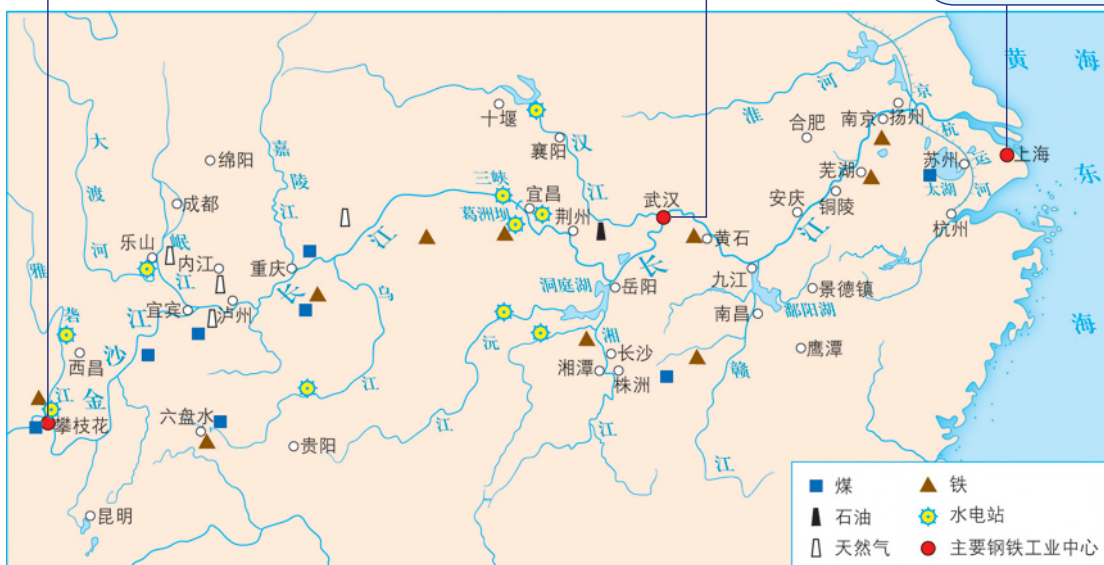 黄海
东海
淮河
京杭运河
大渡河
嘉陵江
汉江
十堰
襄阳
合肥
南京
扬州
上海
绵阳
苏州
太湖
芜湖
成都
三峡
宜昌
葛洲坝
荆州
武汉
安庆
铜陵
杭州
岷江
乐山
内江
重庆
长江
黄石
九江
雅砻江
宜宾
泸州
乌江
洞庭湖
岳阳
景德镇
鄱阳湖
南昌
金沙江
西昌
沅江
湘江
长沙
湘潭
株洲
鹰潭
赣江
攀枝花
六盘水
贵阳
昆明
煤
铁
石油
水电站
天然气
主要钢铁工业中心